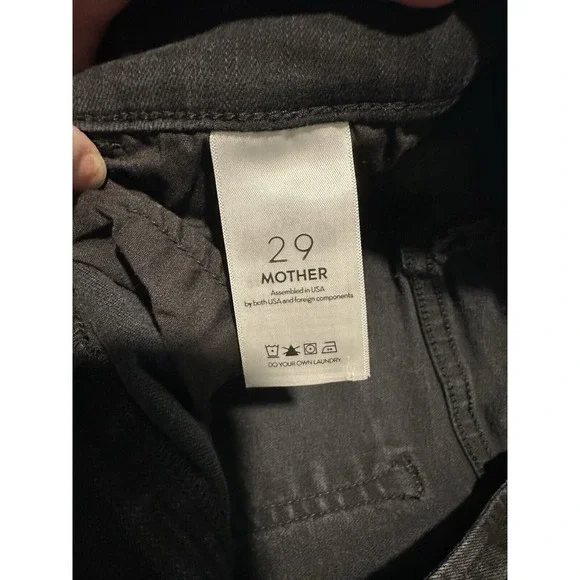 29
MOTHER
Assembled in USA
by both USA and foreign components
DO YOUR OWN LAUNDRY